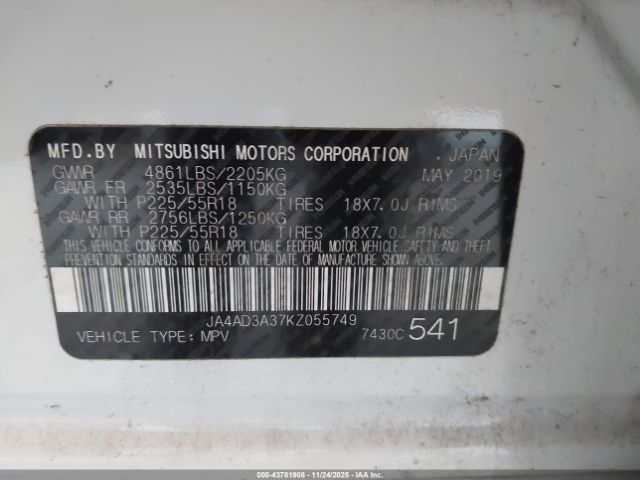 MFD.BY MITSUBISHI MOTORS CORPORATION . JAPAN
GVWR 4861LBS/2205KG MAY 2019
GAWR FR 2535LBS/1150KG
WITH P225/55R18 TIRES 18X7.0J RIMS
GAWR RR 2756LBS/1250KG
WITH P225/55R18 TIRES 18X7.0J RIMS
THIS VEHICLE CONFORMS TO ALL APPLICABLE FEDERAL MOTOR VEHICLE SAFETY AND THEFT
PREVENTION STANDARDS IN EFFECT ON THE DATE OF MANUFACTURE SHOWN ABOVE.
JA4AD3A37KZ055749
VEHICLE TYPE: MPV 7430C 541
000-43781908 - 11/24/2025 - IAAI.COM